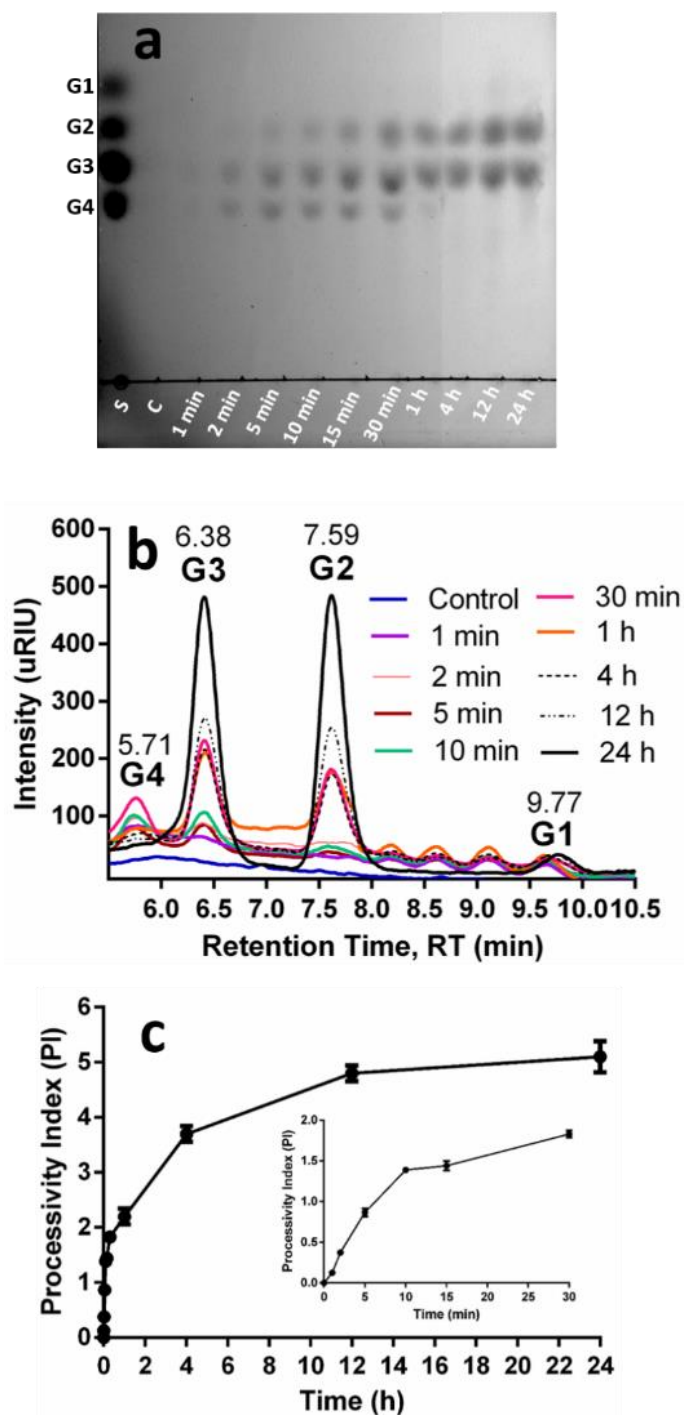 a
G1
G2
G3
G4
S
C
1 min
2 min
5 min
10 min
15 min
30 min
1 h
4 h
12 h
24 h
b
600
500
400
300
200
100
Intensity (uRIU)
6.38
G3
7.59
G2
5.71
G4
9.77
G1
Control
1 min
2 min
5 min
10 min
30 min
1 h
4 h
12 h
24 h
6.0 6.5 7.0 7.5 8.0 8.5 9.0 9.5 10.0 10.5
Retention Time, RT (min)
c
6
5
4
3
2
1
0
Processivity Index (PI)
2.0
1.5
1.0
0.5
0.0
Processivity Index (PI)
0 5 10 15 20 25 30
Time (min)
0 2 4 6 8 10 12 14 16 18 20 22 24
Time (h)